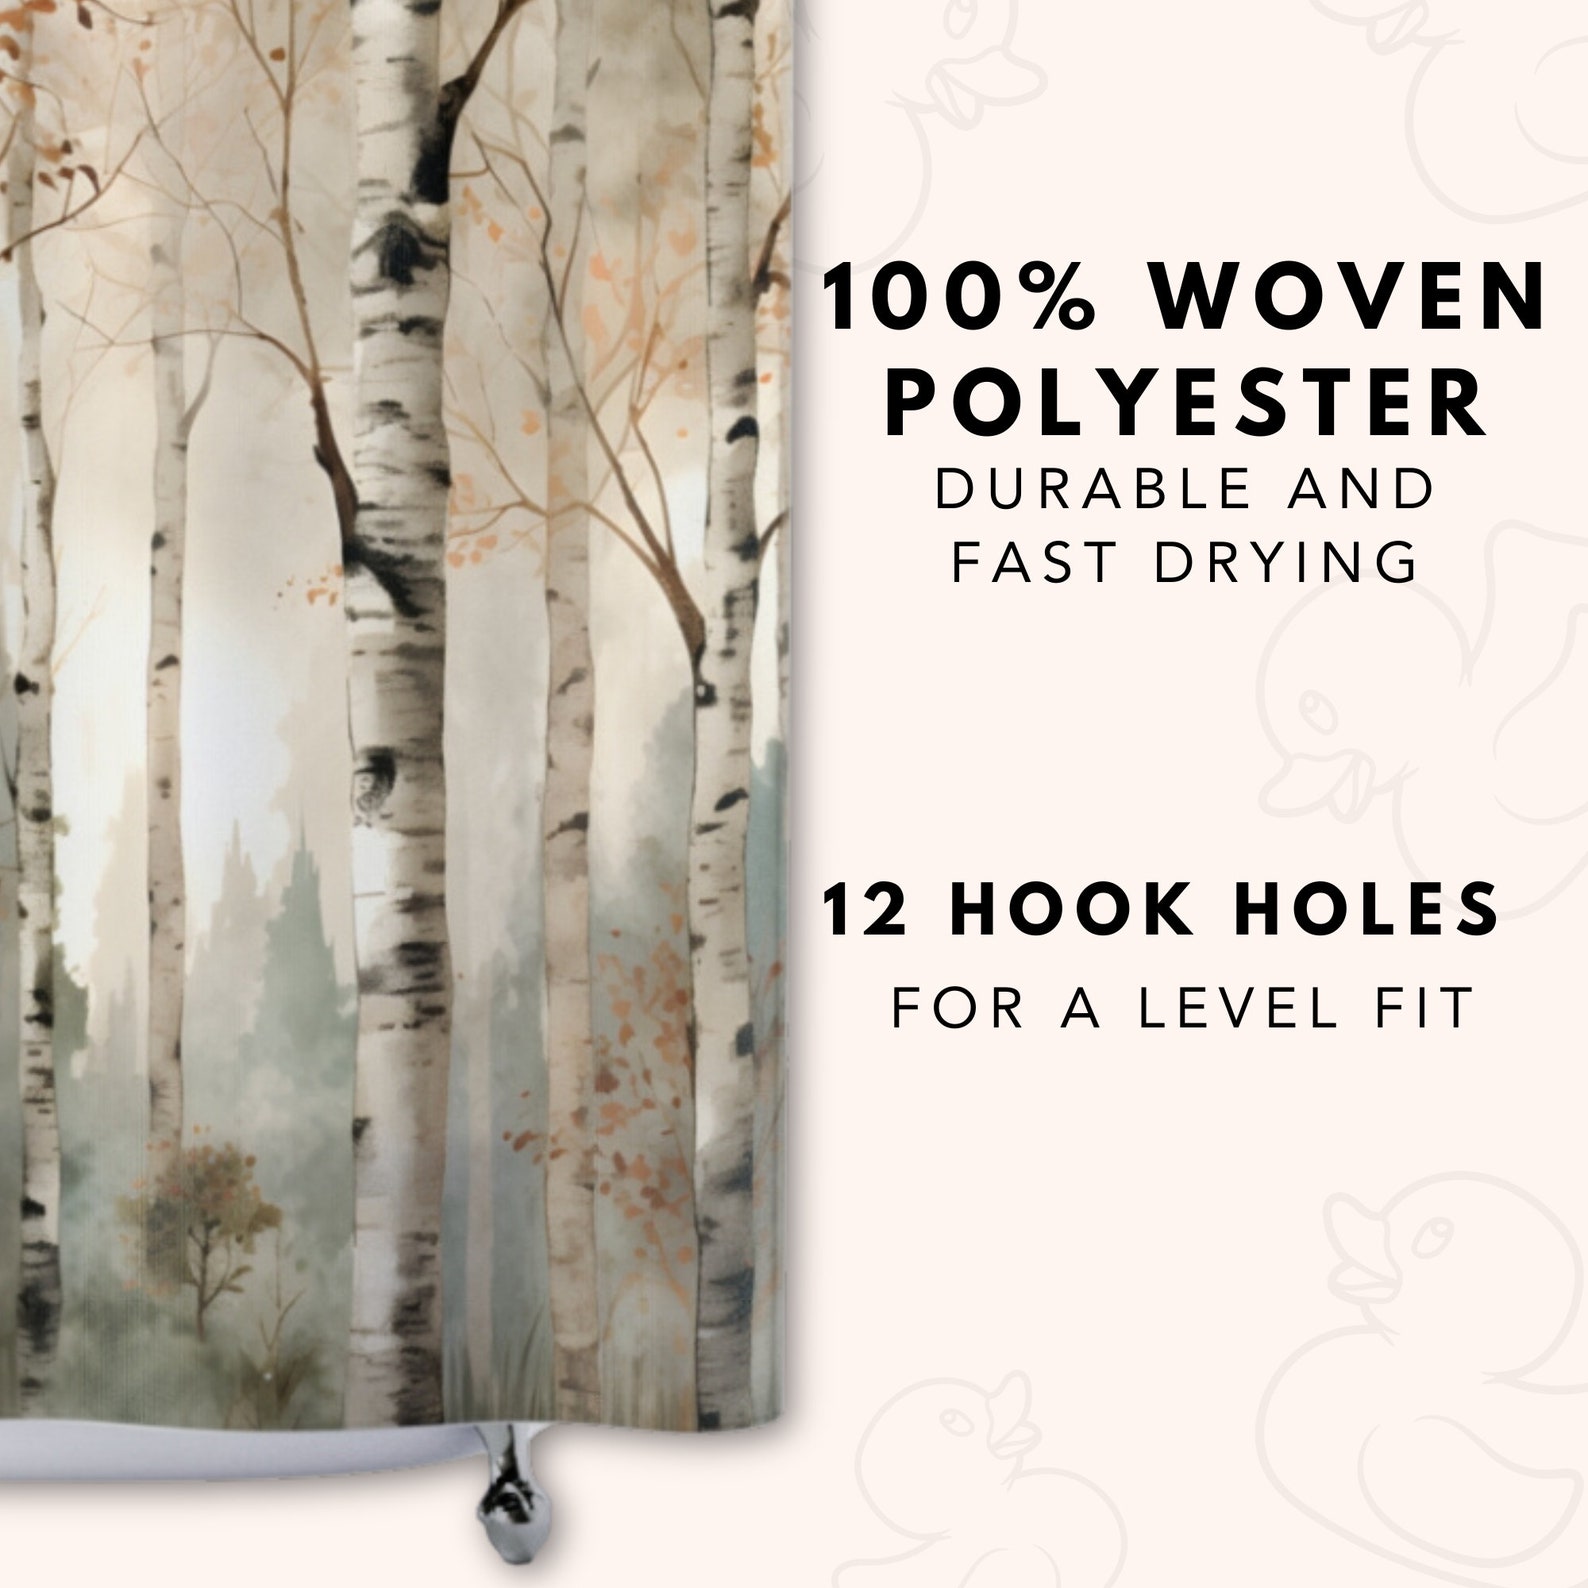 100% WOVEN
POLYESTER
DURABLE AND
FAST DRYING
12 HOOK HOLES
FOR A LEVEL FIT